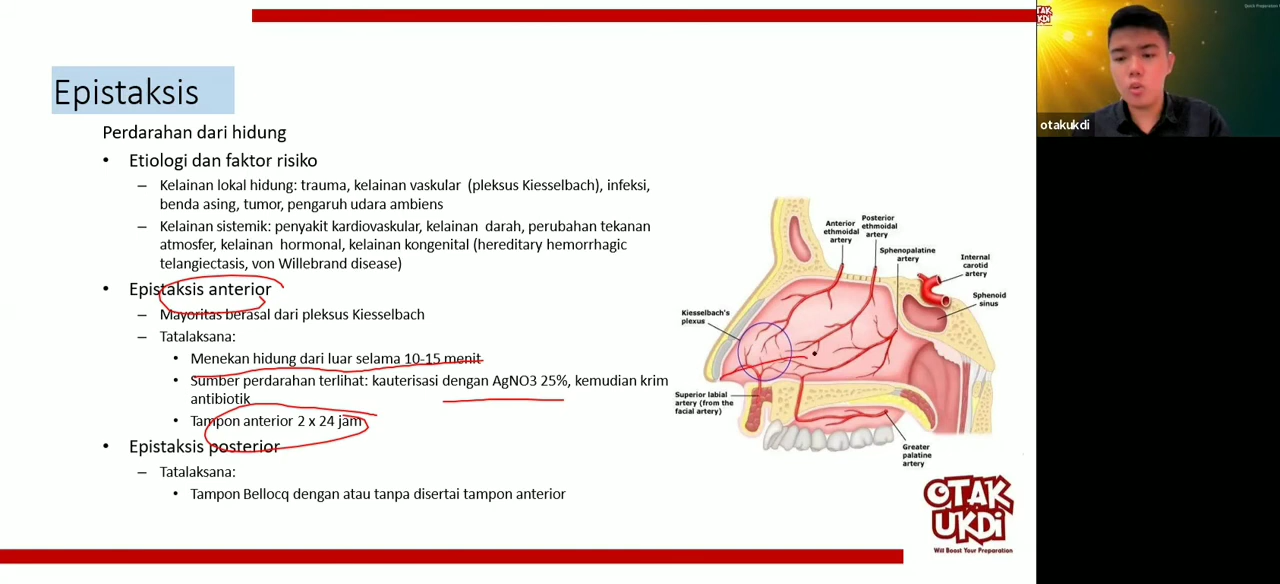 Epistaksis
Perdarahan dari hidung
• Etiologi dan faktor risiko
– Kelainan lokal hidung: trauma, kelainan vaskular (pleksus Kiesselbach), infeksi,
benda asing, tumor, pengaruh udara ambiens
– Kelainan sistemik: penyakit kardiovaskular, kelainan darah, perubahan tekanan
atmosfer, kelainan hormonal, kelainan kongenital (hereditary hemorrhagic
telangiectasis, von Willebrand disease)
• Epistaksis anterior
– Mayoritas berasal dari pleksus Kiesselbach
– Tatalaksana:
• Menekan hidung dari luar selama 10-15 menit
• Sumber perdarahan terlihat: kauterisasi dengan AgNO3 25%, kemudian krim
antibiotik
• Tampon anterior 2 x 24 jam
• Epistaksis posterior
– Tatalaksana:
• Tampon Bellocq dengan atau tanpa disertai tampon anterior
Anterior
ethmoidal
artery
Posterior
ethmoidal
artery
Sphenopalatine
artery
Internal
carotid
artery
Sphenoid
sinus
Kiesselbach's
plexus
Superior labial
artery (from the
facial artery)
Greater
palatine
artery
OTAK
UKDi
Will Boost Your Preparation
OTAK
UKDi
otakukdi